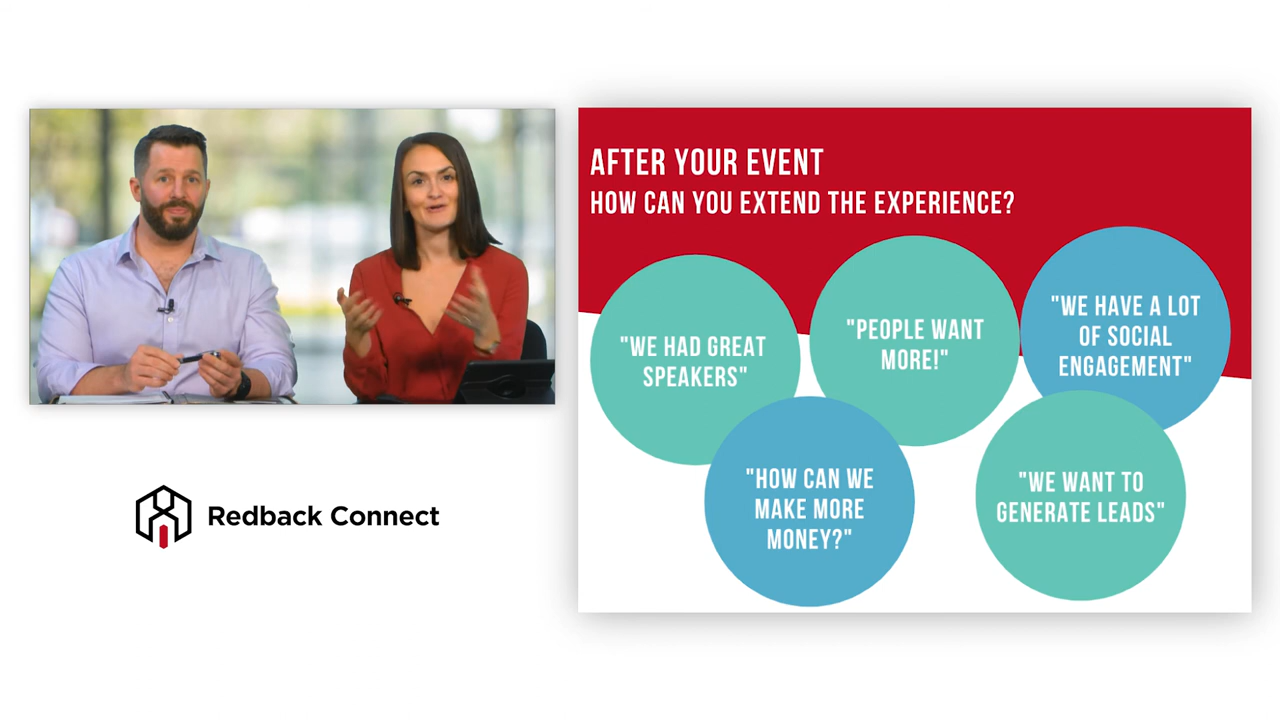 AFTER YOUR EVENT
HOW CAN YOU EXTEND THE EXPERIENCE?
"WE HAD GREAT
SPEAKERS"
"PEOPLE WANT
MORE!"
"WE HAVE A LOT
OF SOCIAL
ENGAGEMENT"
"HOW CAN WE
MAKE MORE
MONEY?"
"WE WANT TO
GENERATE LEADS"
Redback Connect